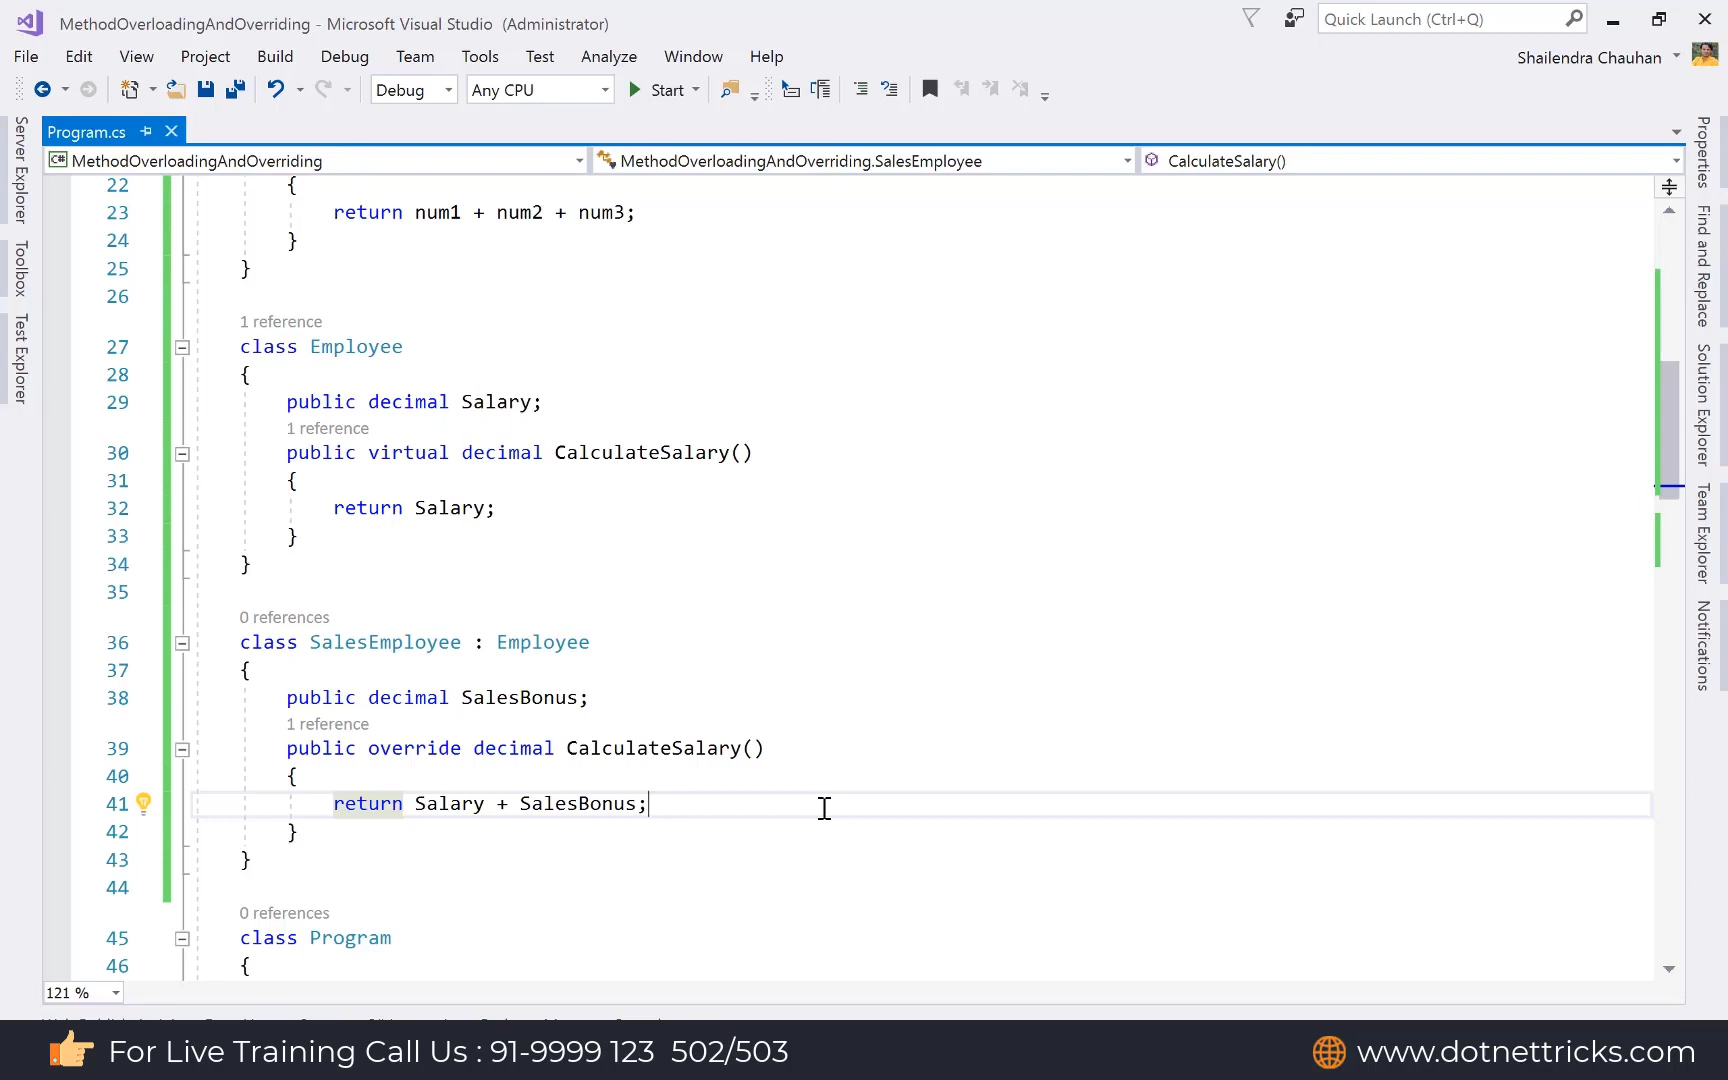 MethodOverloadingAndOverriding - Microsoft Visual Studio (Administrator)
Quick Launch (Ctrl+Q)
File Edit View Project Build Debug Team Tools Test Analyze Window Help
Shailendra Chauhan
Debug Any CPU Start
Program.cs
C# MethodOverloadingAndOverriding MethodOverloadingAndOverriding.SalesEmployee CalculateSalary()
22 {
23 return num1 + num2 + num3;
24 }
25 }
26
1 reference
27 class Employee
28 {
29 public decimal Salary;
1 reference
30 public virtual decimal CalculateSalary()
31 {
32 return Salary;
33 }
34 }
35
0 references
36 class SalesEmployee : Employee
37 {
38 public decimal SalesBonus;
1 reference
39 public override decimal CalculateSalary()
40 {
41 return Salary + SalesBonus;
42 }
43 }
44
0 references
45 class Program
46 {
121 %
Server Explorer
Toolbox
Test Explorer
Properties
Find and Replace
Solution Explorer
Team Explorer
Notifications
For Live Training Call Us : 91-9999 123 502/503
www.dotnettricks.com